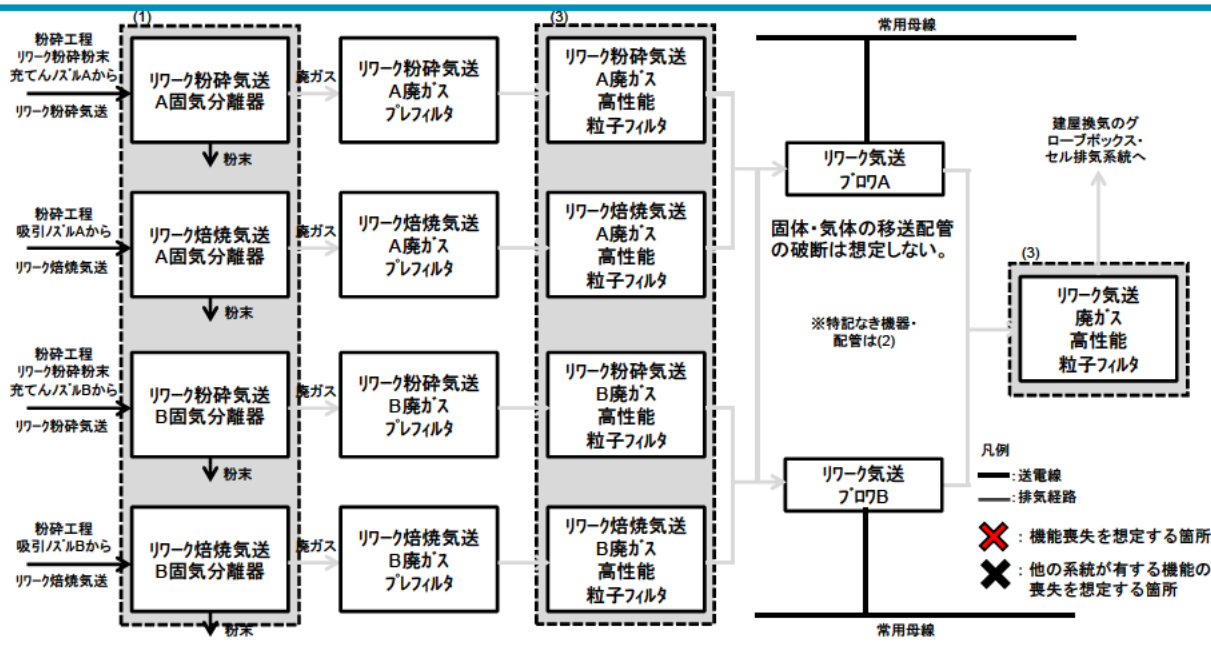 (1)
(3)
常用母線
粉砕工程
リワーク粉砕粉末
充てんノズルAから
リワーク粉砕気送
リワーク粉砕気送
A固気分離器
廃ガス
リワーク粉砕気送
A廃ガス
プレフィルタ
リワーク粉砕気送
A廃ガス
高性能
粒子フィルタ
粉末
リワーク気送
ブロワA
建屋換気のグ
ローブボックス・
セル排気系統へ
粉砕工程
吸引ノズルAから
リワーク焙焼気送
リワーク焙焼気送
A固気分離器
廃ガス
リワーク焙焼気送
A廃ガス
プレフィルタ
リワーク焙焼気送
A廃ガス
高性能
粒子フィルタ
粉末
固体・気体の移送配管
の破断は想定しない。
(3)
リワーク気送
廃ガス
高性能
粒子フィルタ
※特記なき機器・
配管は(2)
粉砕工程
リワーク粉砕粉末
充てんノズルBから
リワーク粉砕気送
リワーク粉砕気送
B固気分離器
廃ガス
リワーク粉砕気送
B廃ガス
プレフィルタ
リワーク粉砕気送
B廃ガス
高性能
粒子フィルタ
粉末
リワーク気送
ブロワB
粉砕工程
吸引ノズルBから
リワーク焙焼気送
リワーク焙焼気送
B固気分離器
廃ガス
リワーク焙焼気送
B廃ガス
プレフィルタ
リワーク焙焼気送
B廃ガス
高性能
粒子フィルタ
粉末
常用母線
凡例
:送電線
:排気経路
: 機能喪失を想定する箇所
: 他の系統が有する機能の
喪失を想定する箇所